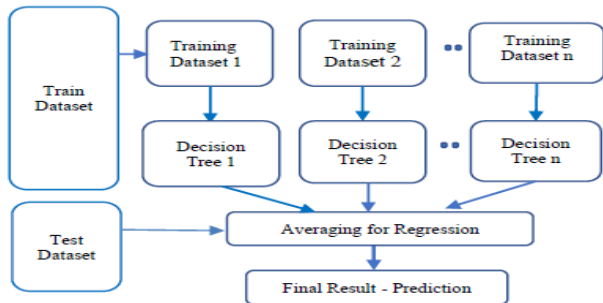 Train
Dataset
Training
Dataset 1
Training
Dataset 2
Training
Dataset n
Decision
Tree 1
Decision
Tree 2
Decision
Tree n
Test
Dataset
Averaging for Regression
Final Result - Prediction